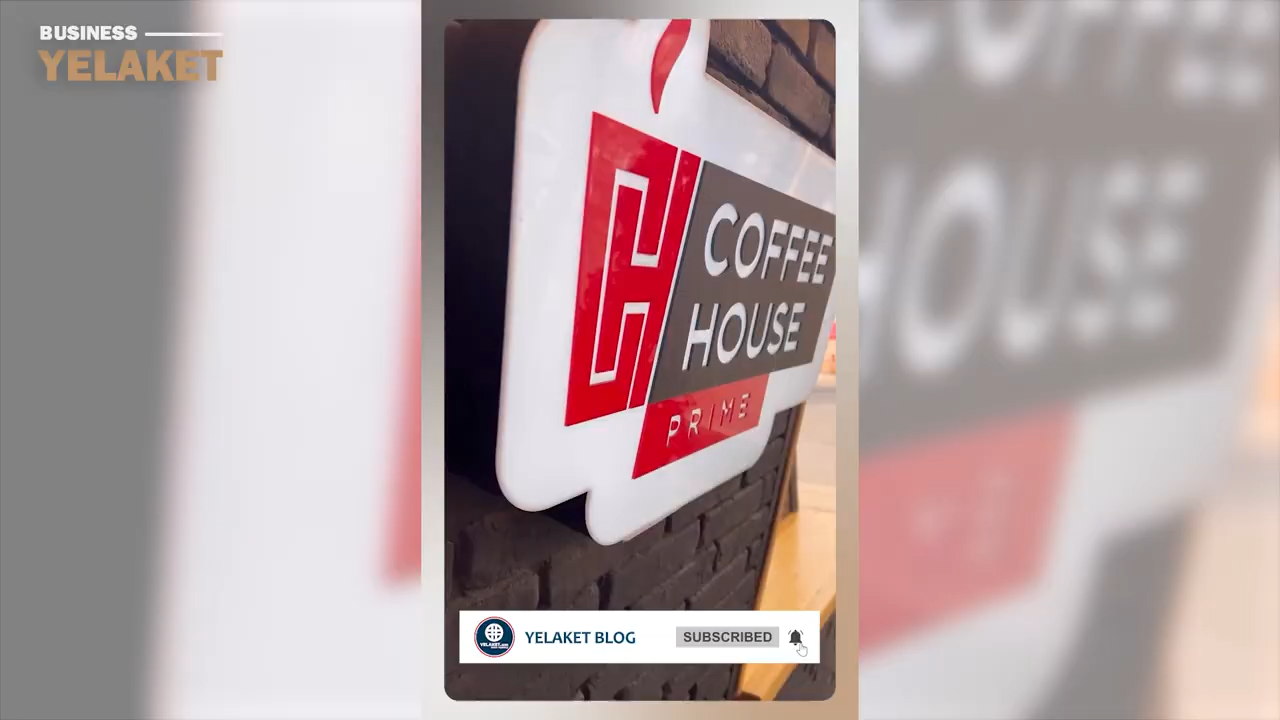 BUSINESS
YELAKET
COFFEE
HOUSE
PRIME
YELAKET BLOG
SUBSCRIBED